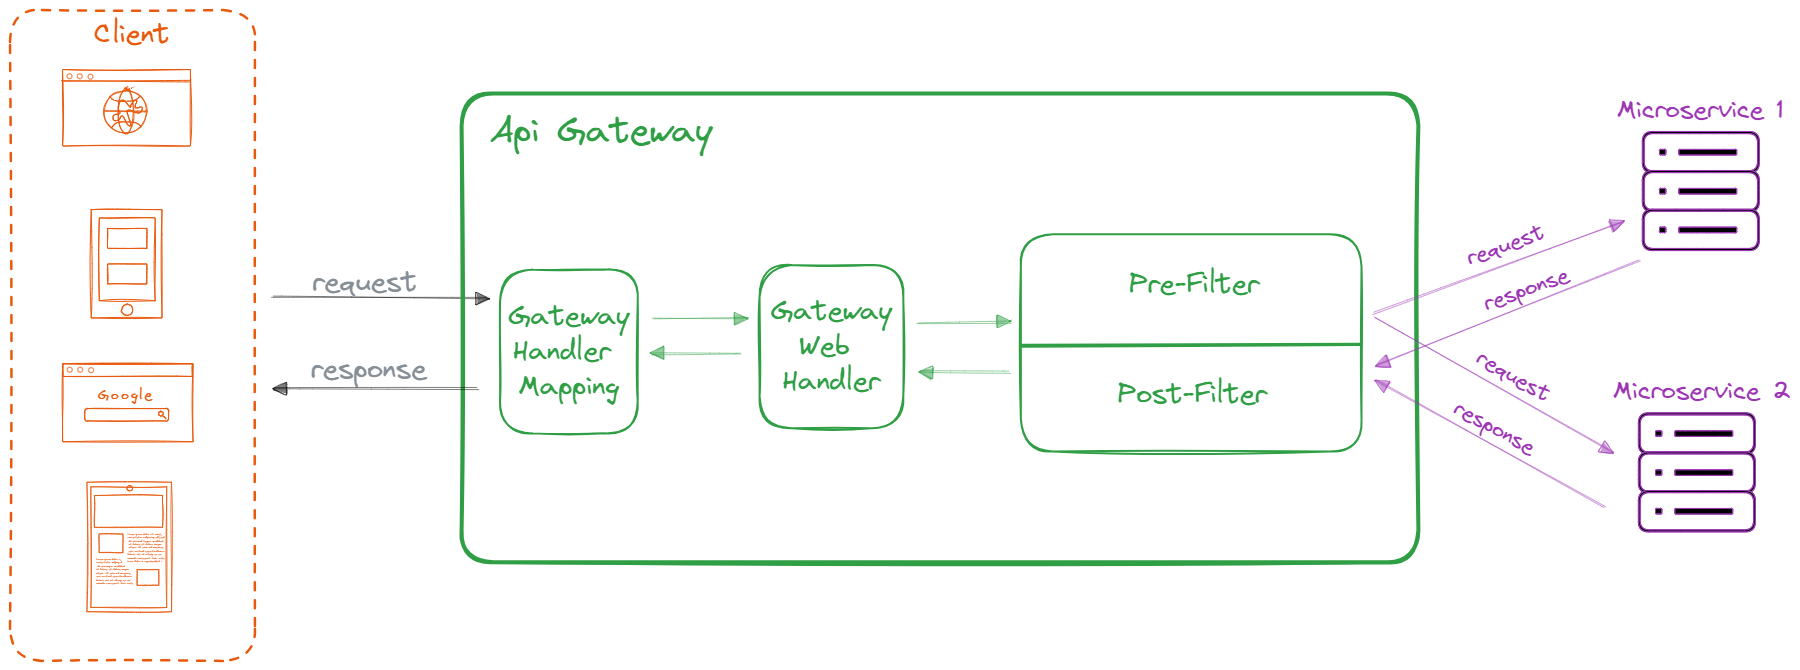 Client
Google
request
response
Api Gateway
Gateway
Handler
Mapping
Gateway
Web
Handler
Pre-Filter
Post-Filter
request
response
request
response
Microservice 1
Microservice 2